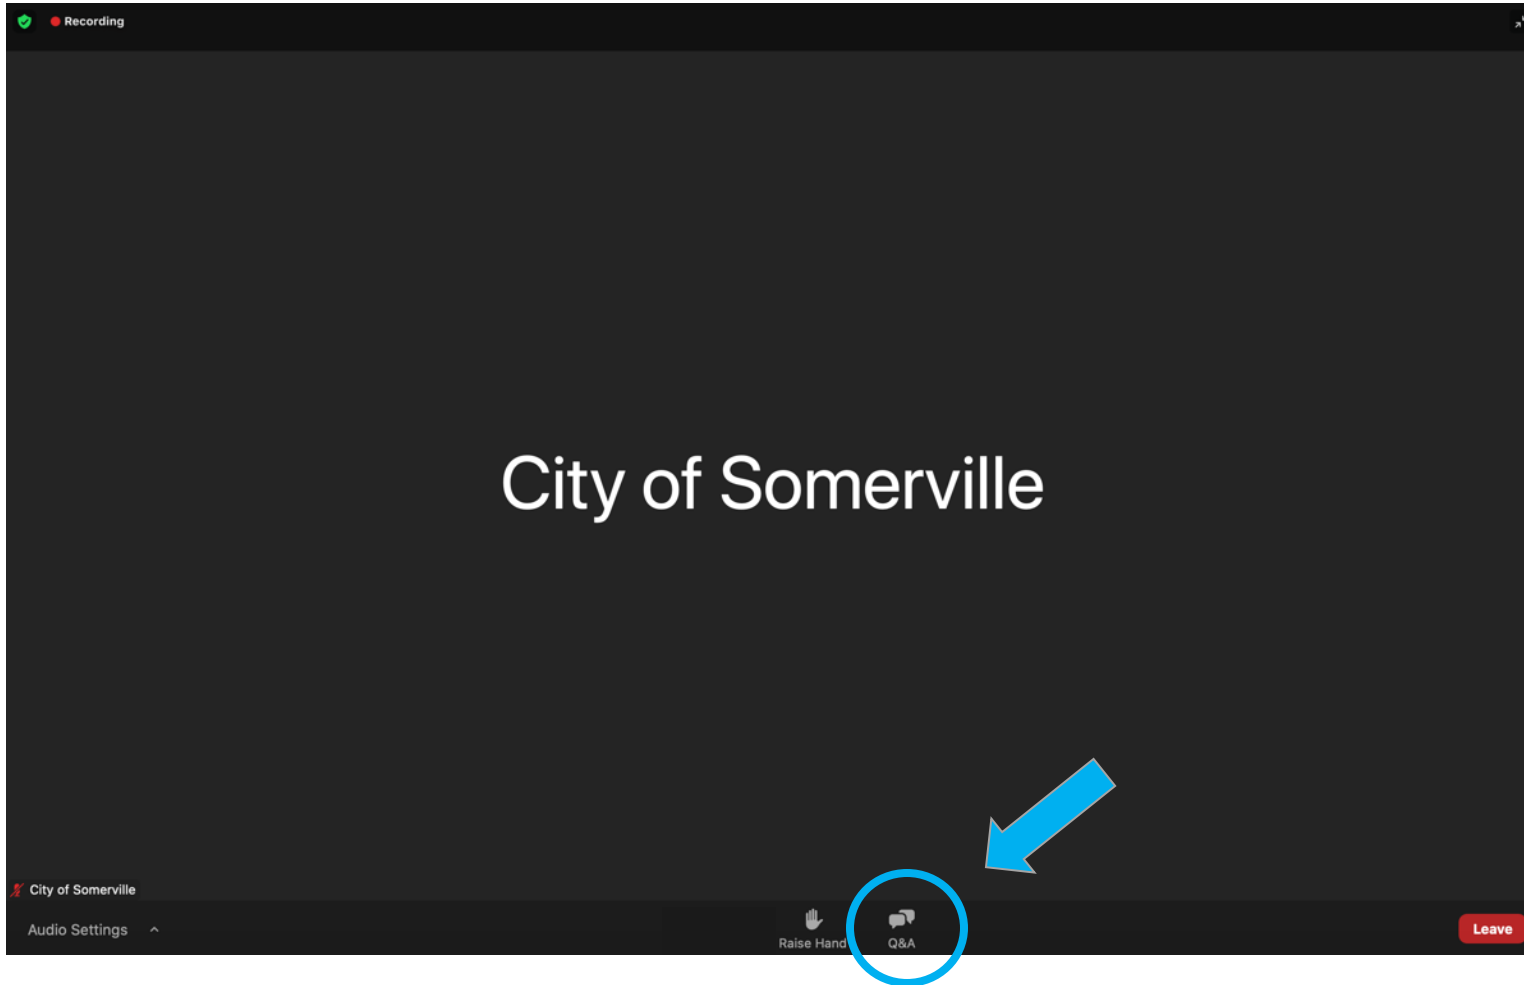 Recording
City of Somerville
City of Somerville
Audio Settings
Raise Hand
Q&A
Leave